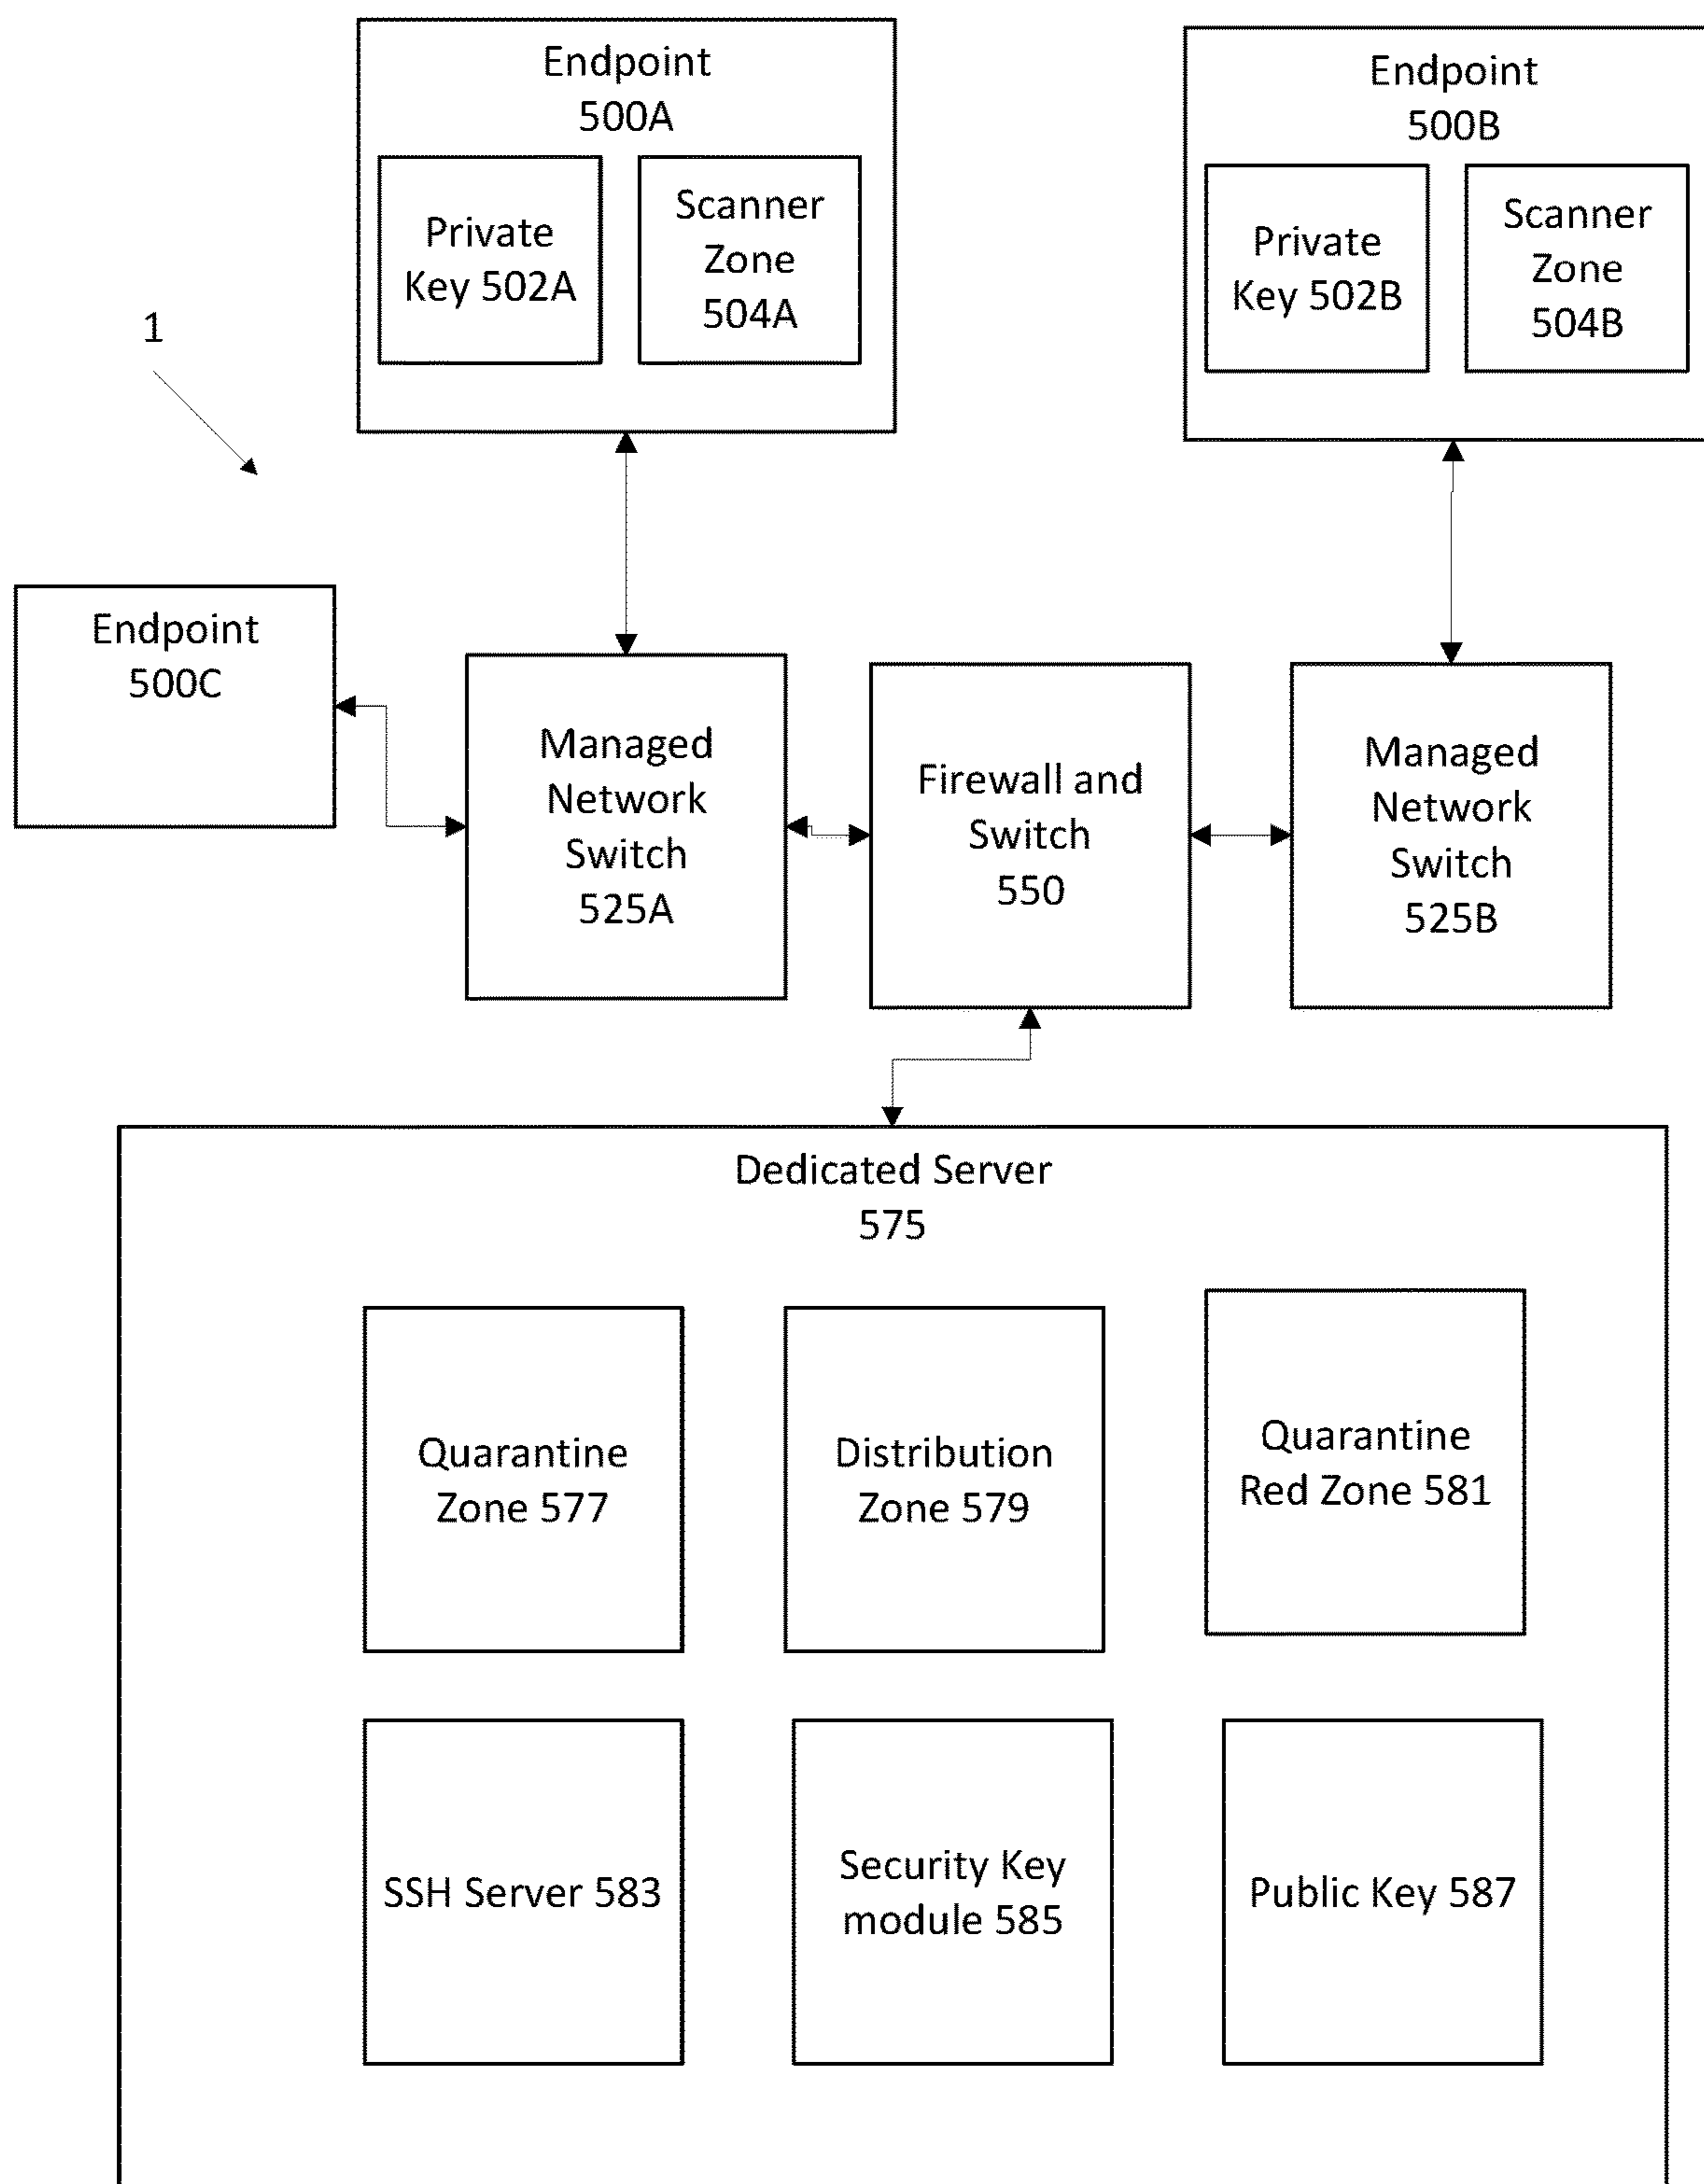 Endpoint
500A
Private
Key 502A
Scanner
Zone
504A
Endpoint
500B
Private
Key 502B
Scanner
Zone
504B
1
Endpoint
500C
Managed
Network
Switch
525A
Firewall and
Switch
550
Managed
Network
Switch
525B
Dedicated Server
575
Quarantine
Zone 577
Distribution
Zone 579
Quarantine
Red Zone 581
SSH Server 583
Security Key
module 585
Public Key 587